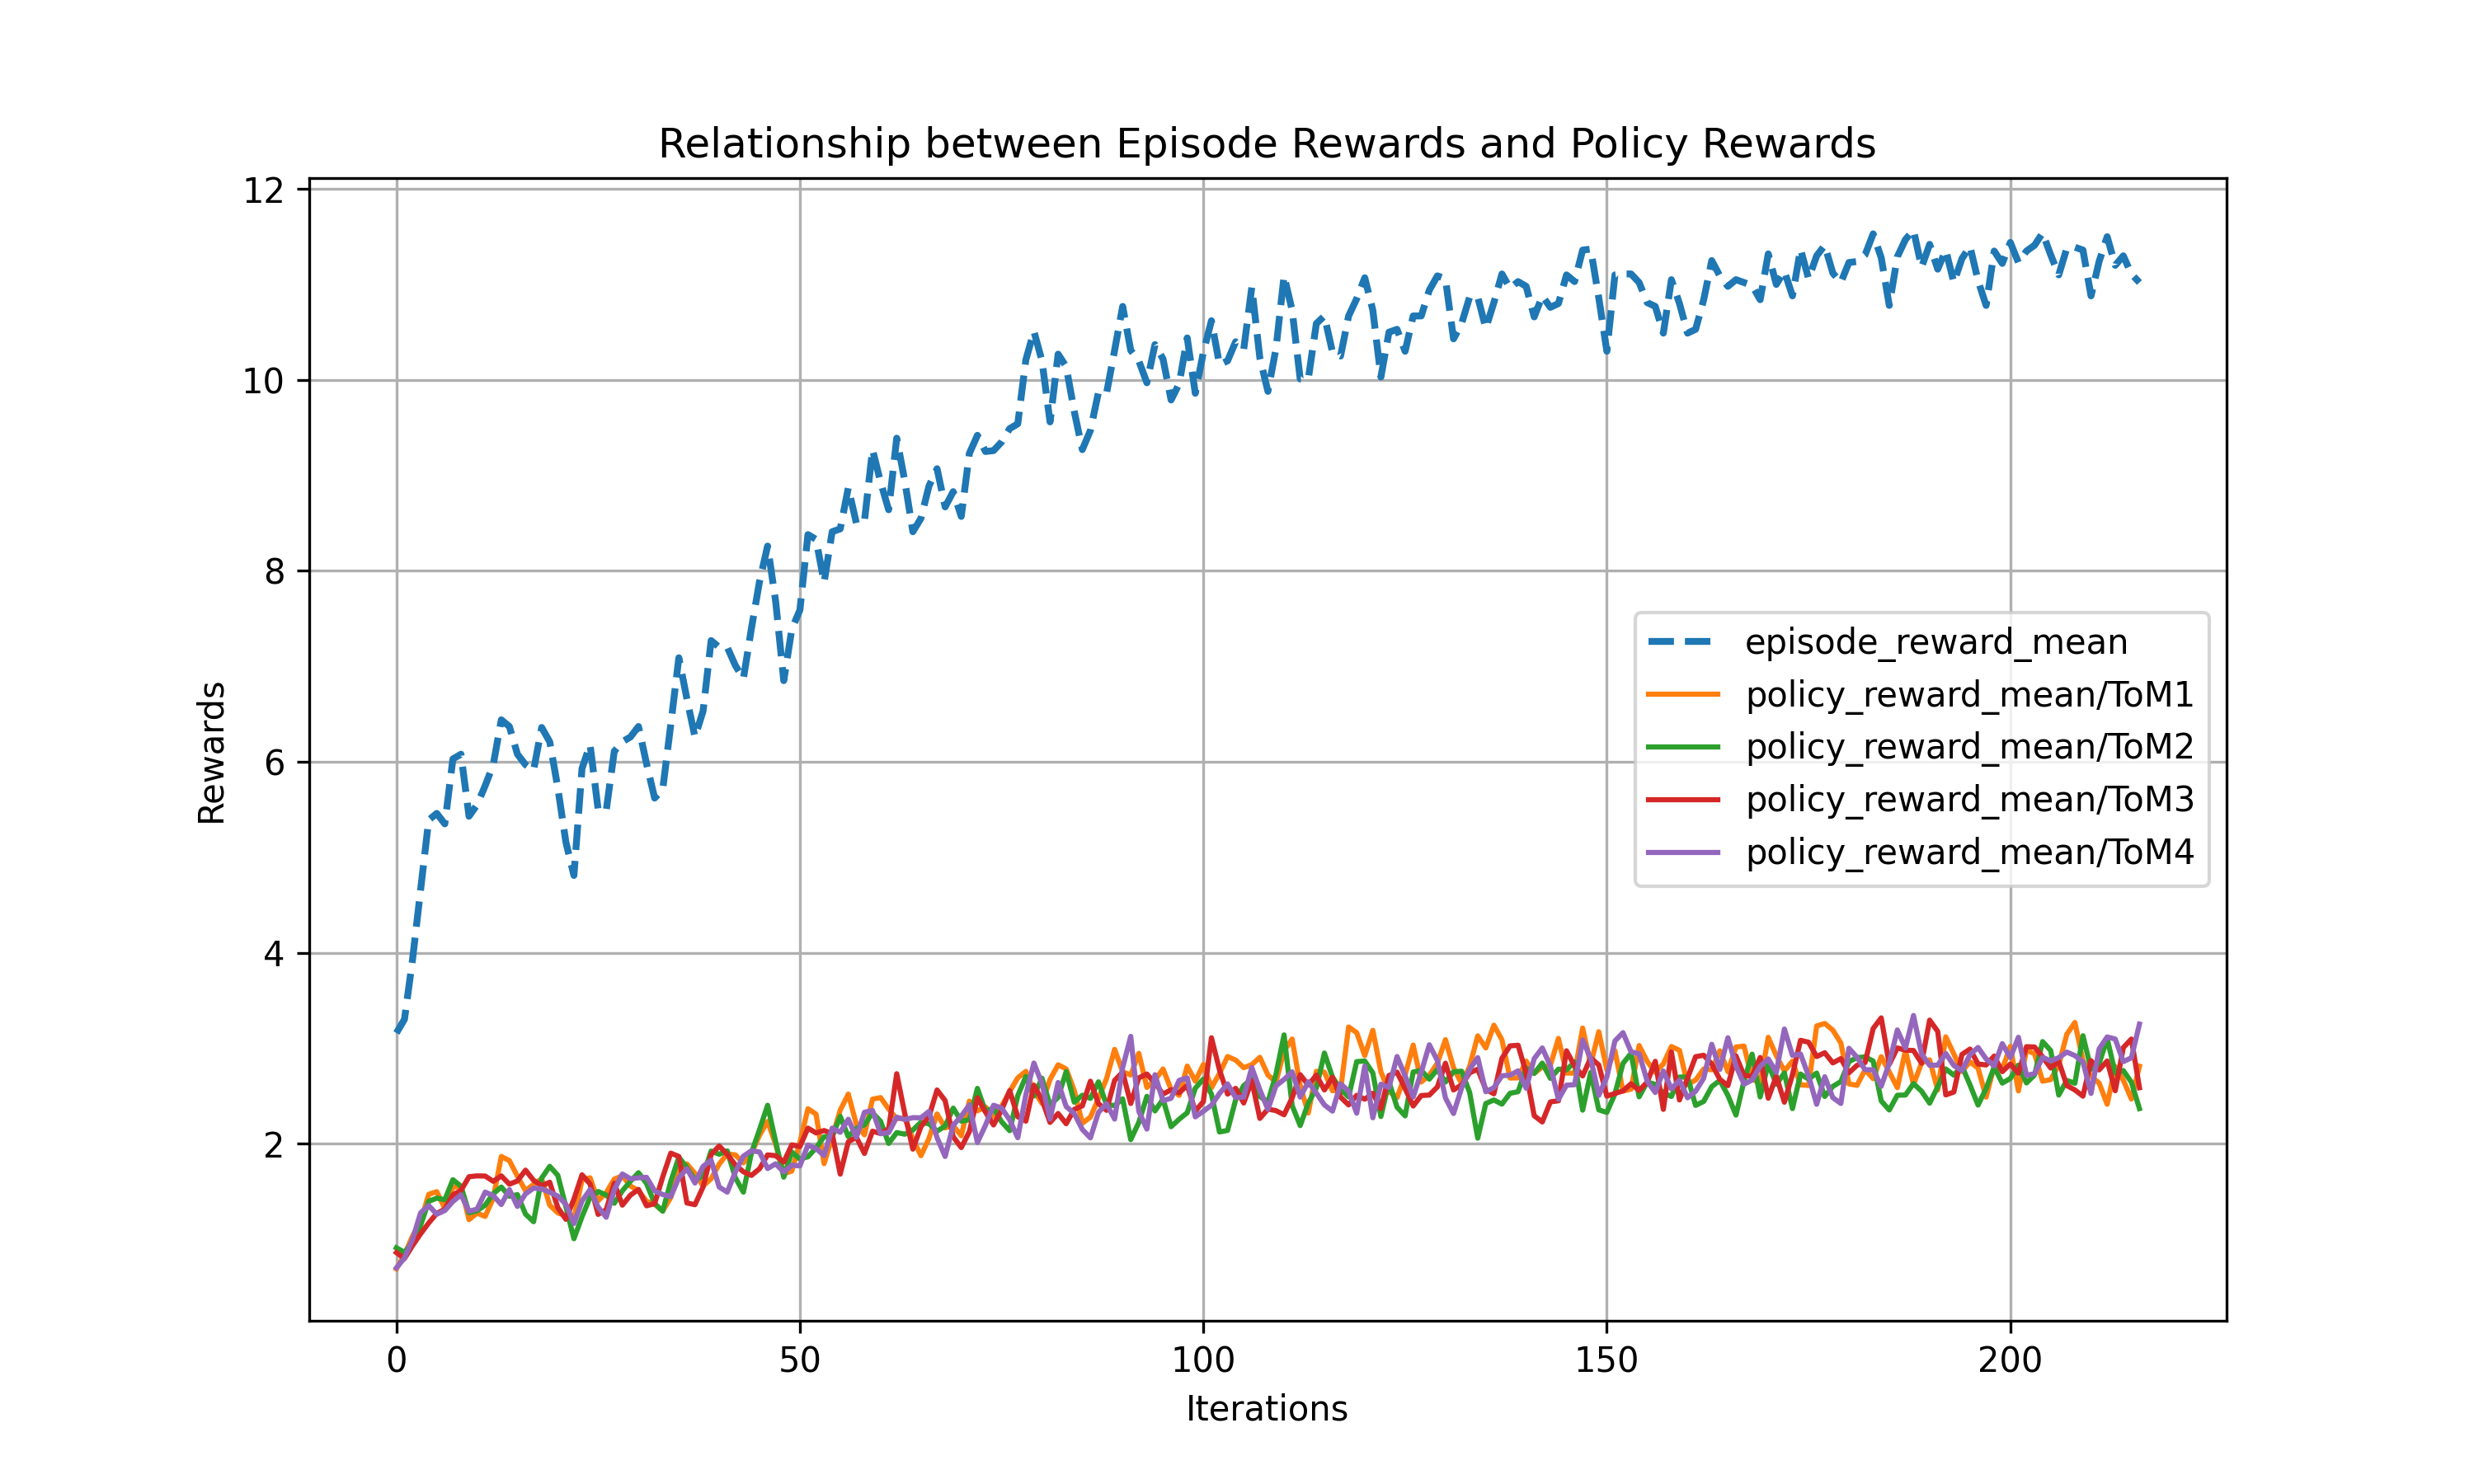 Relationship between Episode Rewards and Policy Rewards
12
10
8
6
4
2
Rewards
episode_reward_mean
policy_reward_mean/ToM1
policy_reward_mean/ToM2
policy_reward_mean/ToM3
policy_reward_mean/ToM4
0 50 100 150 200
Iterations